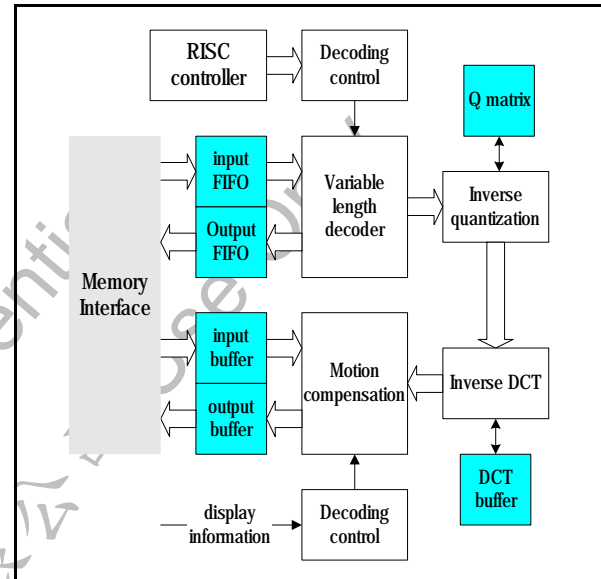 RISC
controller
Decoding
control
Q matrix
input
FIFO
Variable
length
decoder
Inverse
quantization
Output
FIFO
Memory
Interface
input
buffer
Motion
compensation
Inverse DCT
output
buffer
DCT
buffer
display
information
Decoding
control